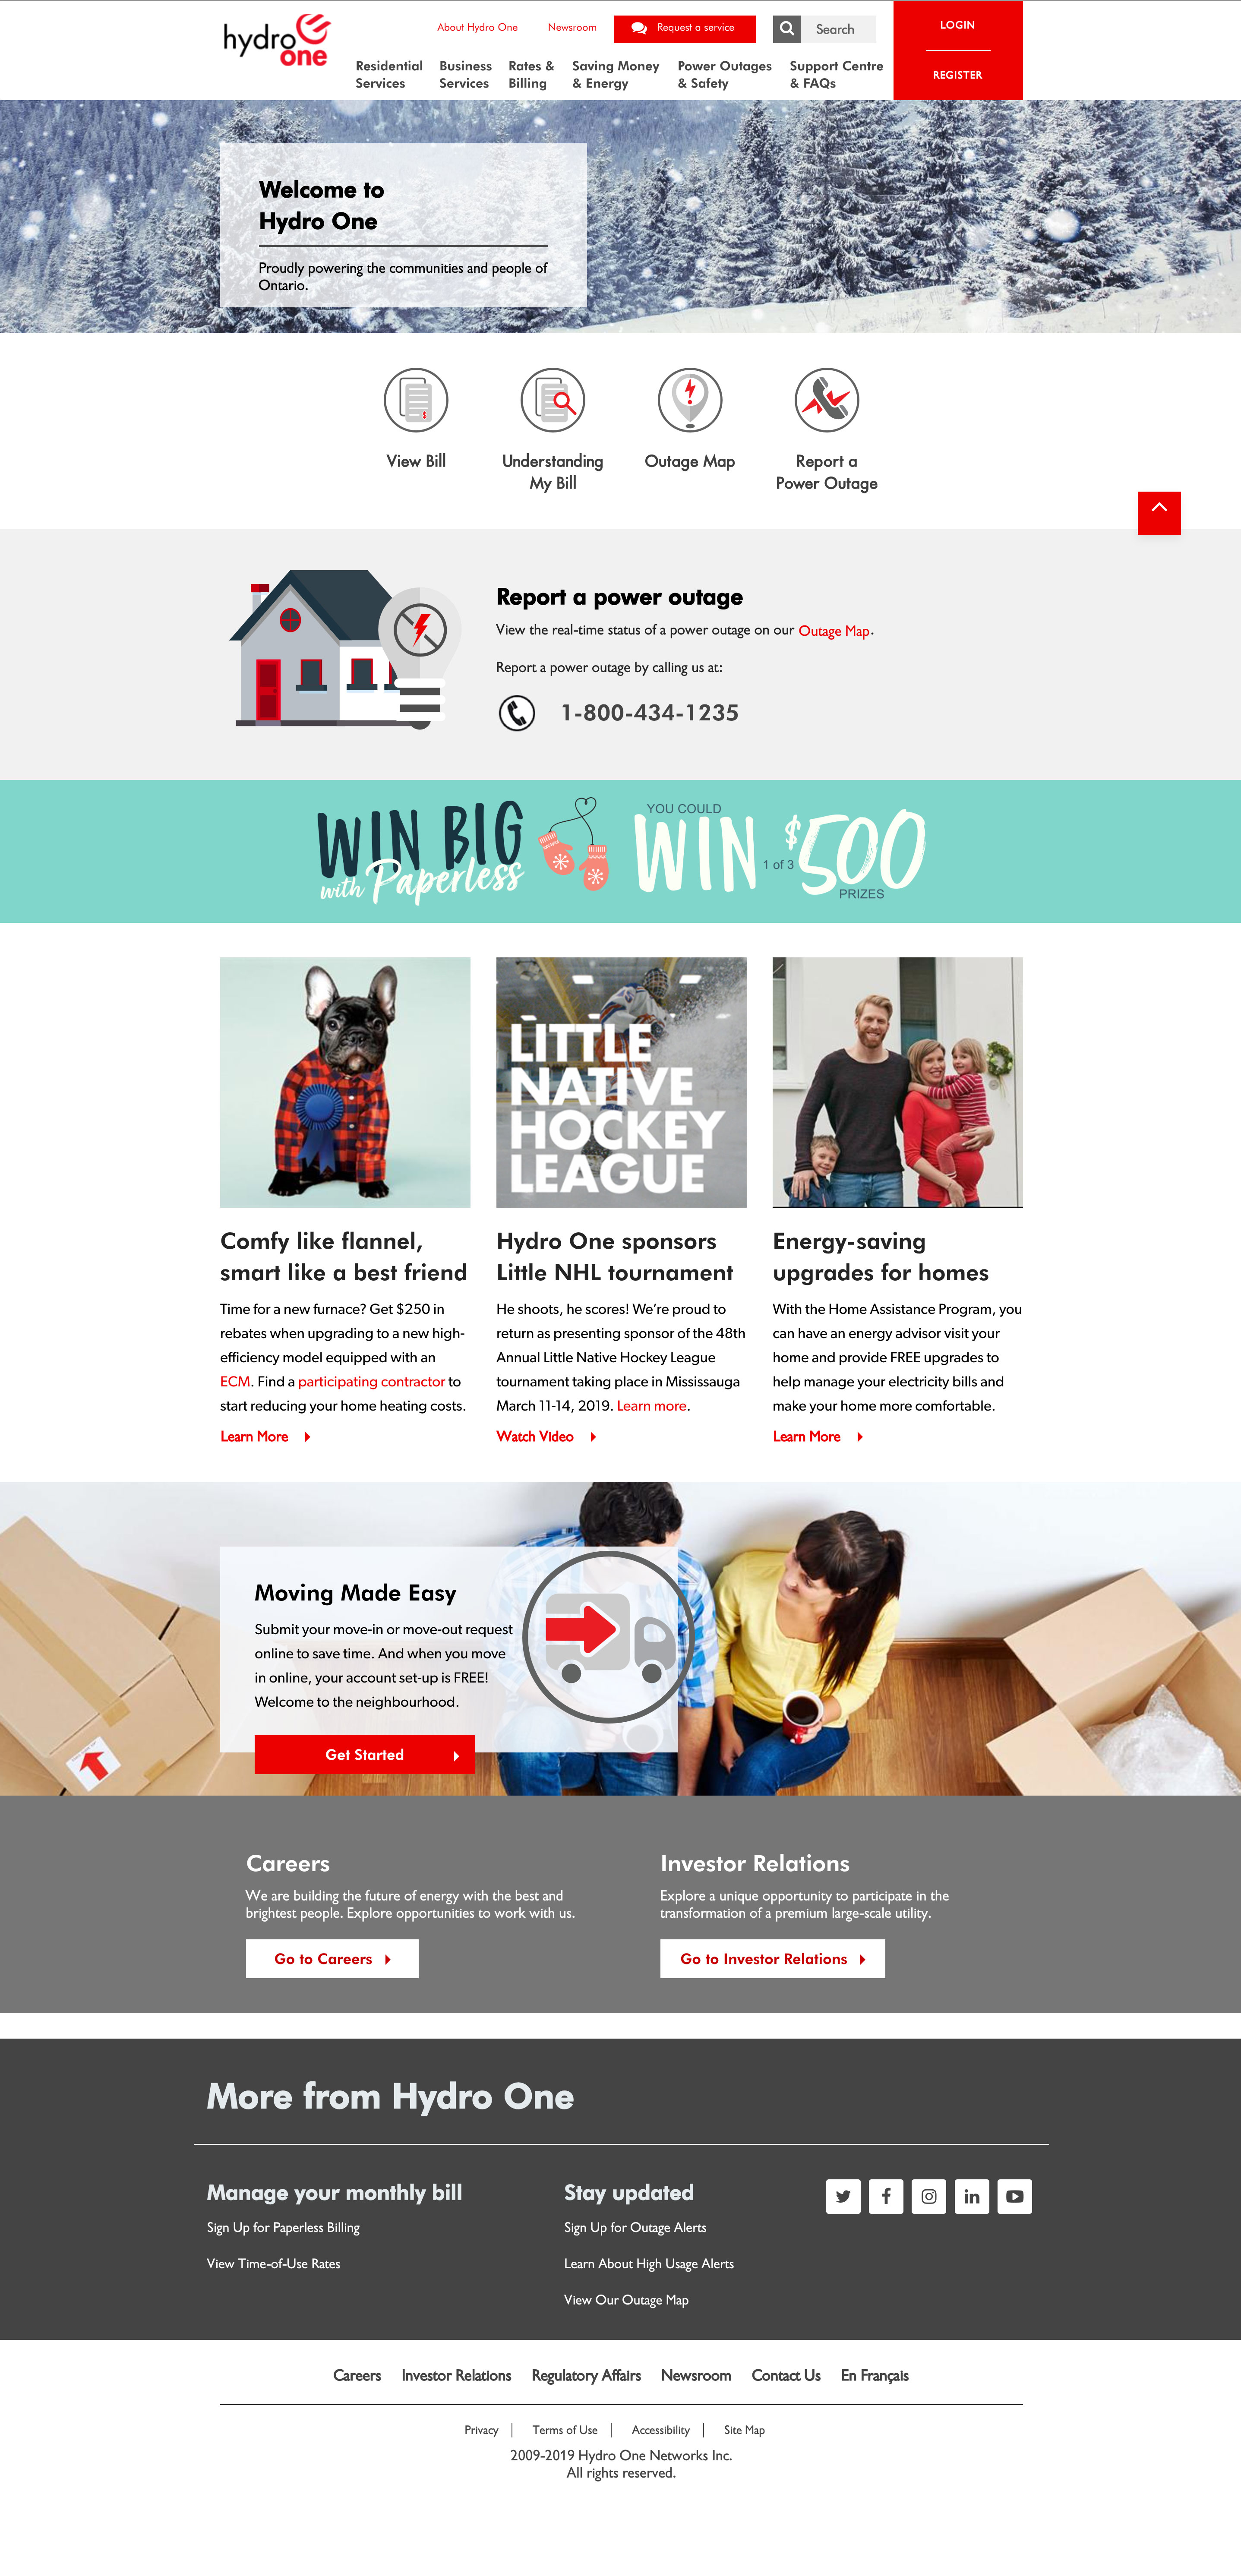 hydro
one
About Hydro One
Newsroom
Request a service
Search
LOGIN
REGISTER
Residential
Services
Business
Services
Rates &
Billing
Saving Money
& Energy
Power Outages
& Safety
Support Centre
& FAQs
Welcome to
Hydro One
Proudly powering the communities and people of
Ontario.
$
View Bill
Understanding
My Bill
Outage Map
Report a
Power Outage
Report a power outage
View the real-time status of a power outage on our Outage Map.
Report a power outage by calling us at:
1-800-434-1235
WIN BIG
with Paperless
YOU COULD
WIN
1 of 3
$500
PRIZES
LITTLE
NATIVE
HOCKEY
LEAGUE
Comfy like flannel,
smart like a best friend
Time for a new furnace? Get $250 in
rebates when upgrading to a new high-
efficiency model equipped with an
ECM. Find a participating contractor to
start reducing your home heating costs.
Learn More
Hydro One sponsors
Little NHL tournament
He shoots, he scores! We’re proud to
return as presenting sponsor of the 48th
Annual Little Native Hockey League
tournament taking place in Mississauga
March 11-14, 2019. Learn more.
Watch Video
Energy-saving
upgrades for homes
With the Home Assistance Program, you
can have an energy advisor visit your
home and provide FREE upgrades to
help manage your electricity bills and
make your home more comfortable.
Learn More
Moving Made Easy
Submit your move-in or move-out request
online to save time. And when you move
in online, your account set-up is FREE!
Welcome to the neighbourhood.
Get Started
Careers
We are building the future of energy with the best and
brightest people. Explore opportunities to work with us.
Go to Careers
Investor Relations
Explore a unique opportunity to participate in the
transformation of a premium large-scale utility.
Go to Investor Relations
More from Hydro One
Manage your monthly bill
Sign Up for Paperless Billing
View Time-of-Use Rates
Stay updated
Sign Up for Outage Alerts
Learn About High Usage Alerts
View Our Outage Map
Careers
Investor Relations
Regulatory Affairs
Newsroom
Contact Us
En Français
Privacy
Terms of Use
Accessibility
Site Map
2009-2019 Hydro One Networks Inc.
All rights reserved.